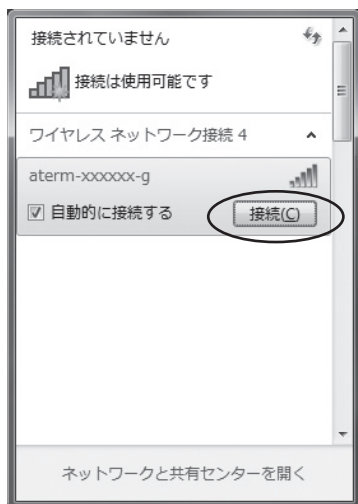 接続されていません
接続は使用可能です
ワイヤレス ネットワーク接続 4
aterm-xxxxxx-g
自動的に接続する
接続(C)
ネットワークと共有センターを開く